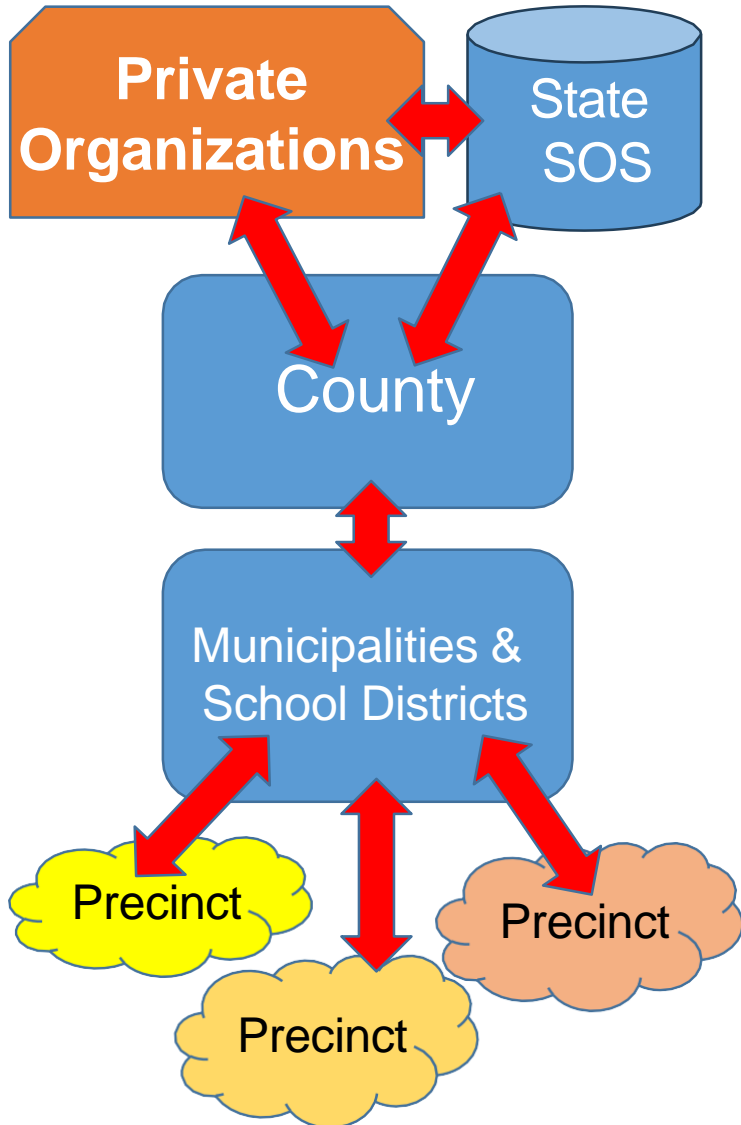 Private
Organizations
State
SOS
County
Municipalities &
School Districts
Precinct
Precinct
Precinct